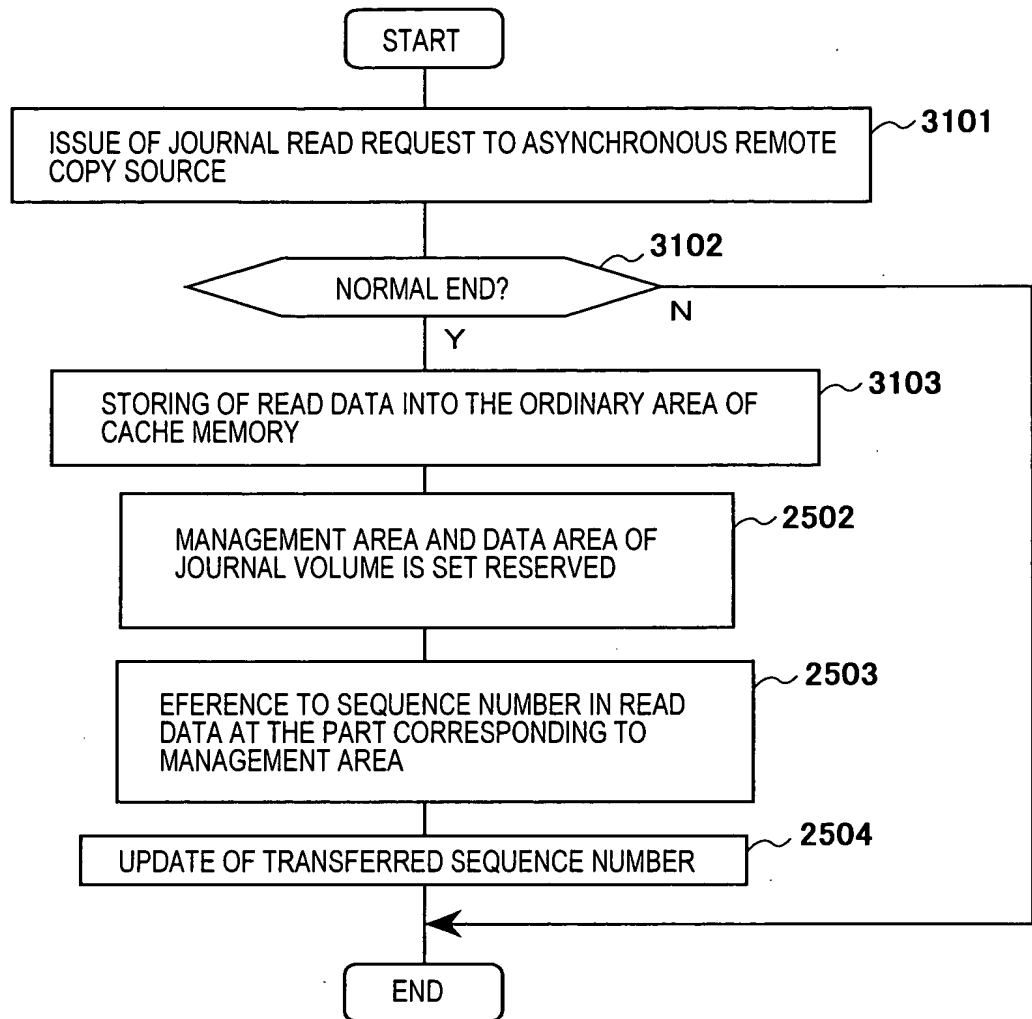 START
ISSUE OF JOURNAL READ REQUEST TO ASYNCHRONOUS REMOTE
COPY SOURCE
3101
NORMAL END?
3102
N
Y
STORING OF READ DATA INTO THE ORDINARY AREA OF
CACHE MEMORY
3103
MANAGEMENT AREA AND DATA AREA OF
JOURNAL VOLUME IS SET RESERVED
2502
EFERENCE TO SEQUENCE NUMBER IN READ
DATA AT THE PART CORRESPONDING TO
MANAGEMENT AREA
2503
UPDATE OF TRANSFERRED SEQUENCE NUMBER
2504
END